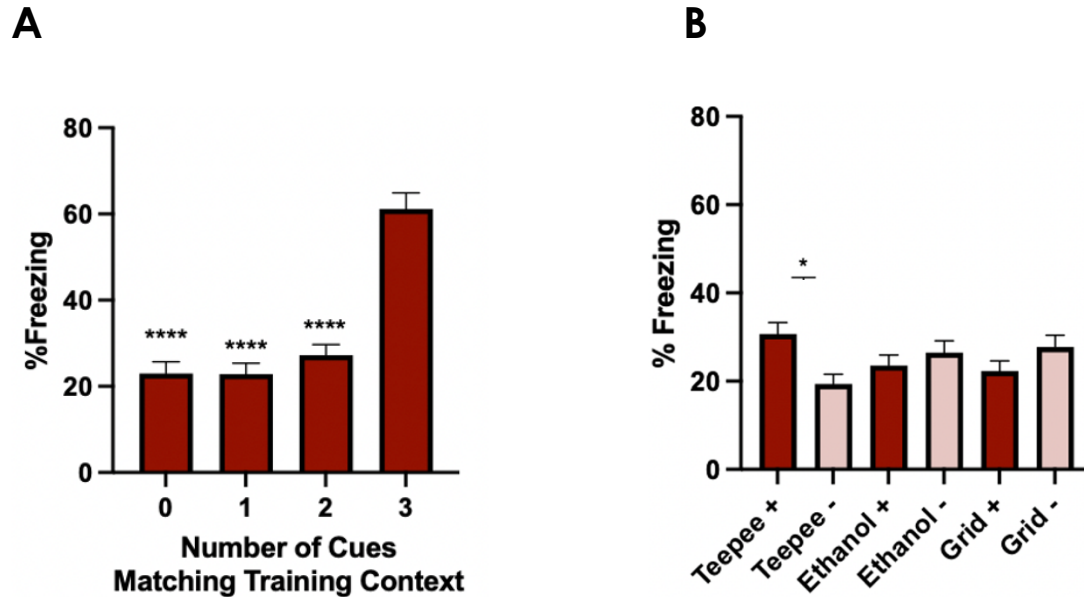 A
B
80
60
40
20
0
%Freezing
****
****
****
0
1
2
3
Number of Cues
Matching Training Context
80
60
40
20
0
% Freezing
*
Teepee +
Teepee -
Ethanol +
Ethanol -
Grid +
Grid -